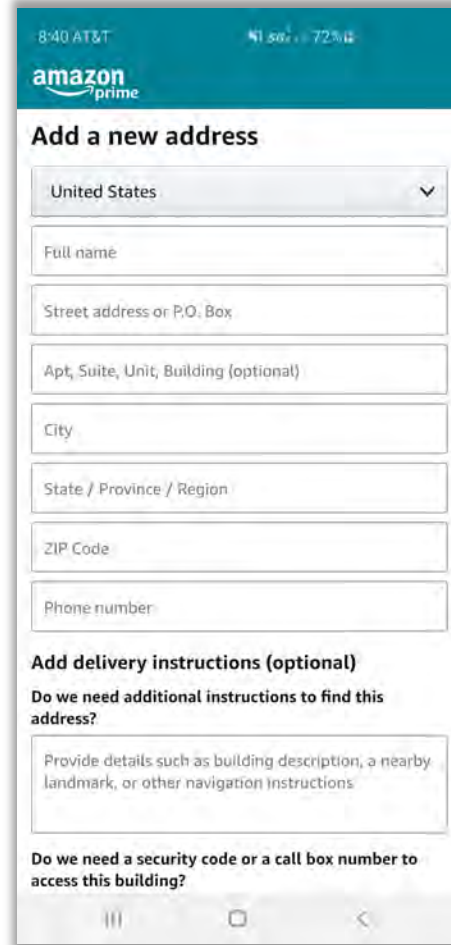 8:40 AT&T 72%
amazon
prime
Add a new address
United States
Full name
Street address or P.O. Box
Apt, Suite, Unit, Building (optional)
City
State / Province / Region
ZIP Code
Phone number
Add delivery instructions (optional)
Do we need additional instructions to find this
address?
Provide details such as building description, a nearby
landmark, or other navigation instructions
Do we need a security code or a call box number to
access this building?